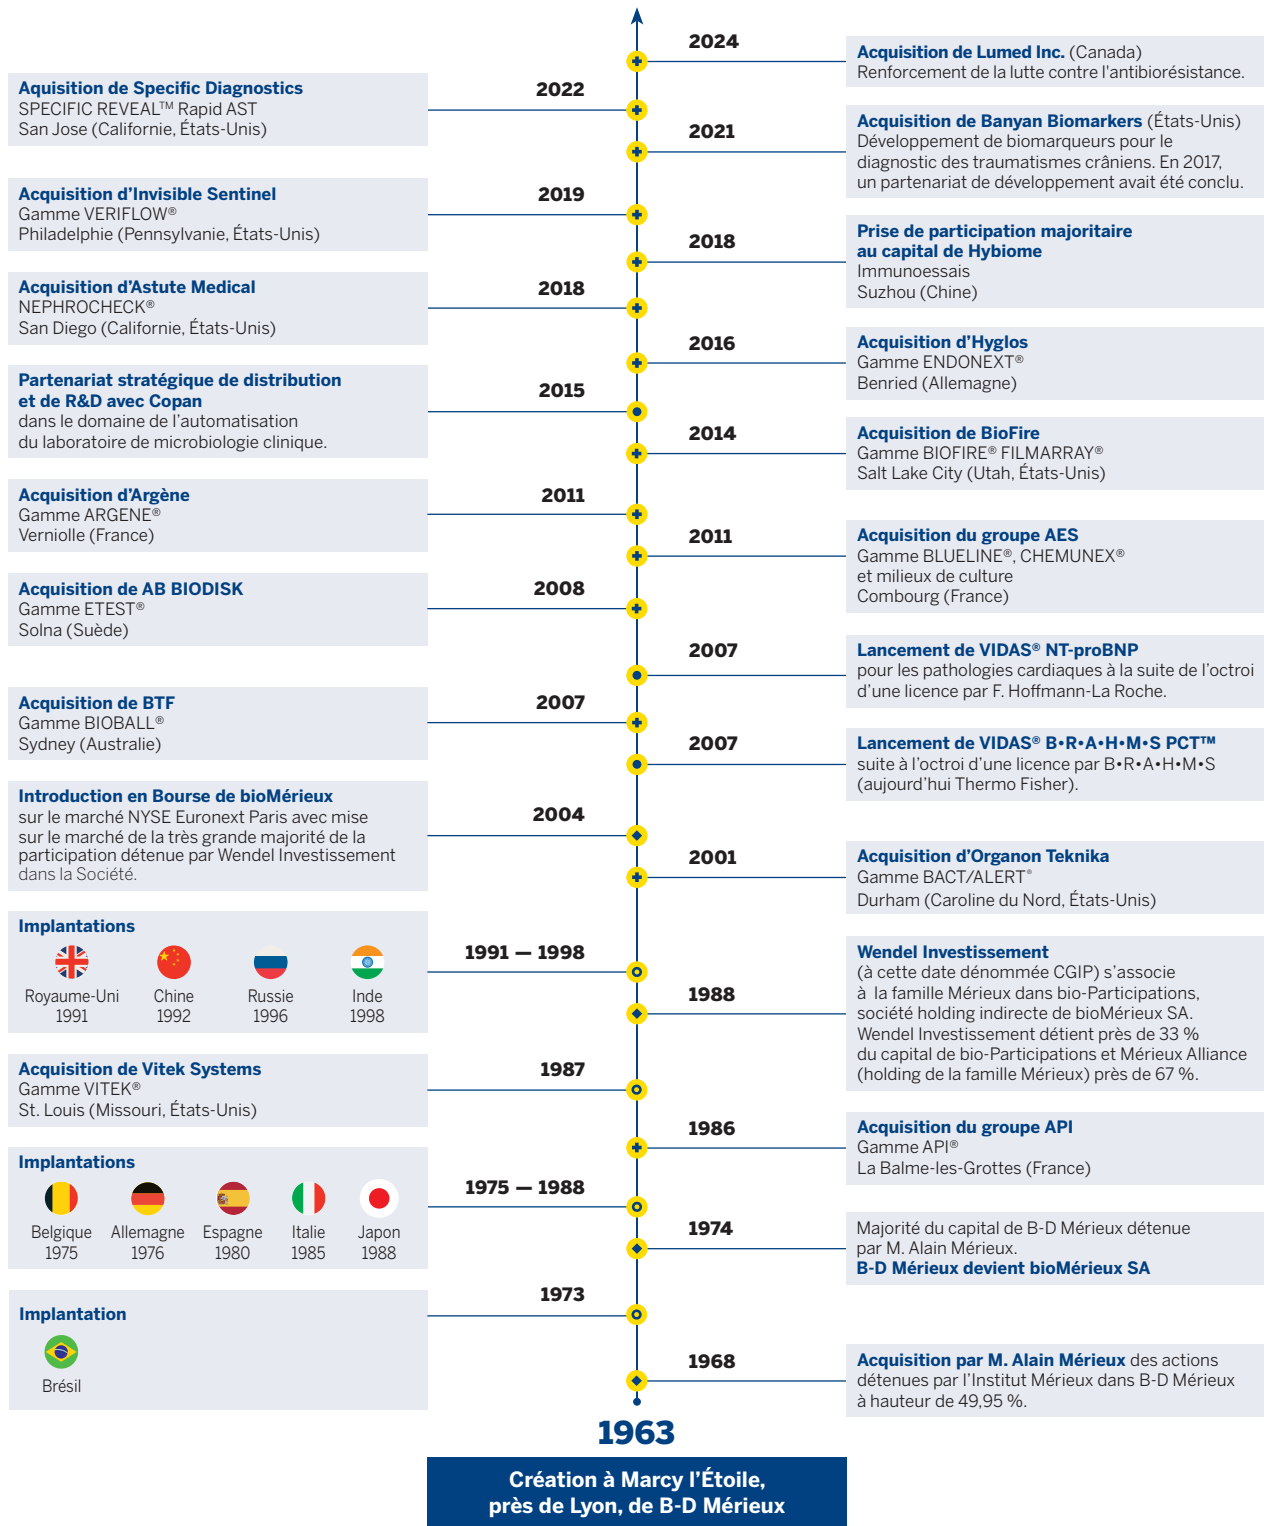 2024
Acquisition de Lumed Inc. (Canada)
Renforcement de la lutte contre l'antibiorésistance.
2022
Aquisition de Specific Diagnostics
SPECIFIC REVEAL™ Rapid AST
San Jose (Californie, États-Unis)
2021
Acquisition de Banyan Biomarkers (États-Unis)
Développement de biomarqueurs pour le
diagnostic des traumatismes crâniens. En 2017,
un partenariat de développement avait été conclu.
2019
Acquisition d’Invisible Sentinel
Gamme VERIFLOW®
Philadelphie (Pennsylvanie, États-Unis)
2018
Prise de participation majoritaire
au capital de Hybiome
Immunoessais
Suzhou (Chine)
2018
Acquisition d’Astute Medical
NEPHROCHECK®
San Diego (Californie, États-Unis)
2016
Acquisition d’Hyglos
Gamme ENDONEXT®
Benried (Allemagne)
2015
Partenariat stratégique de distribution
et de R&D avec Copan
dans le domaine de l’automatisation
du laboratoire de microbiologie clinique.
2014
Acquisition de BioFire
Gamme BIOFIRE® FILMARRAY®
Salt Lake City (Utah, États-Unis)
2011
Acquisition d’Argène
Gamme ARGENE®
Verniolle (France)
2011
Acquisition du groupe AES
Gamme BLUELINE®, CHEMUNEX®
et milieux de culture
Combourg (France)
2008
Acquisition de AB BIODISK
Gamme ETEST®
Solna (Suède)
2007
Lancement de VIDAS® NT-proBNP
pour les pathologies cardiaques à la suite de l’octroi
d’une licence par F. Hoffmann-La Roche.
2007
Acquisition de BTF
Gamme BIOBALL®
Sydney (Australie)
2007
Lancement de VIDAS® B•R•A•H•M•S PCT™
suite à l’octroi d’une licence par B•R•A•H•M•S
(aujourd’hui Thermo Fisher).
2004
Introduction en Bourse de bioMérieux
sur le marché NYSE Euronext Paris avec mise
sur le marché de la très grande majorité de la
participation détenue par Wendel Investissement
dans la Société.
2001
Acquisition d’Organon Teknika
Gamme BACT/ALERT®
Durham (Caroline du Nord, États-Unis)
1991 — 1998
Implantations
Royaume-Uni Chine Russie Inde
1991 1992 1996 1998
1988
Wendel Investissement
(à cette date dénommée CGIP) s’associe
à la famille Mérieux dans bio-Participations,
société holding indirecte de bioMérieux SA.
Wendel Investissement détient près de 33 %
du capital de bio-Participations et Mérieux Alliance
(holding de la famille Mérieux) près de 67 %.
1987
Acquisition de Vitek Systems
Gamme VITEK®
St. Louis (Missouri, États-Unis)
1986
Acquisition du groupe API
Gamme API®
La Balme-les-Grottes (France)
1975 — 1988
Implantations
Belgique Allemagne Espagne Italie Japon
1975 1976 1980 1985 1988
1974
Majorité du capital de B-D Mérieux détenue
par M. Alain Mérieux.
B-D Mérieux devient bioMérieux SA
1973
Implantation
Brésil
1968
Acquisition par M. Alain Mérieux des actions
détenues par l’Institut Mérieux dans B-D Mérieux
à hauteur de 49,95 %.
1963
Création à Marcy l’Étoile,
près de Lyon, de B-D Mérieux